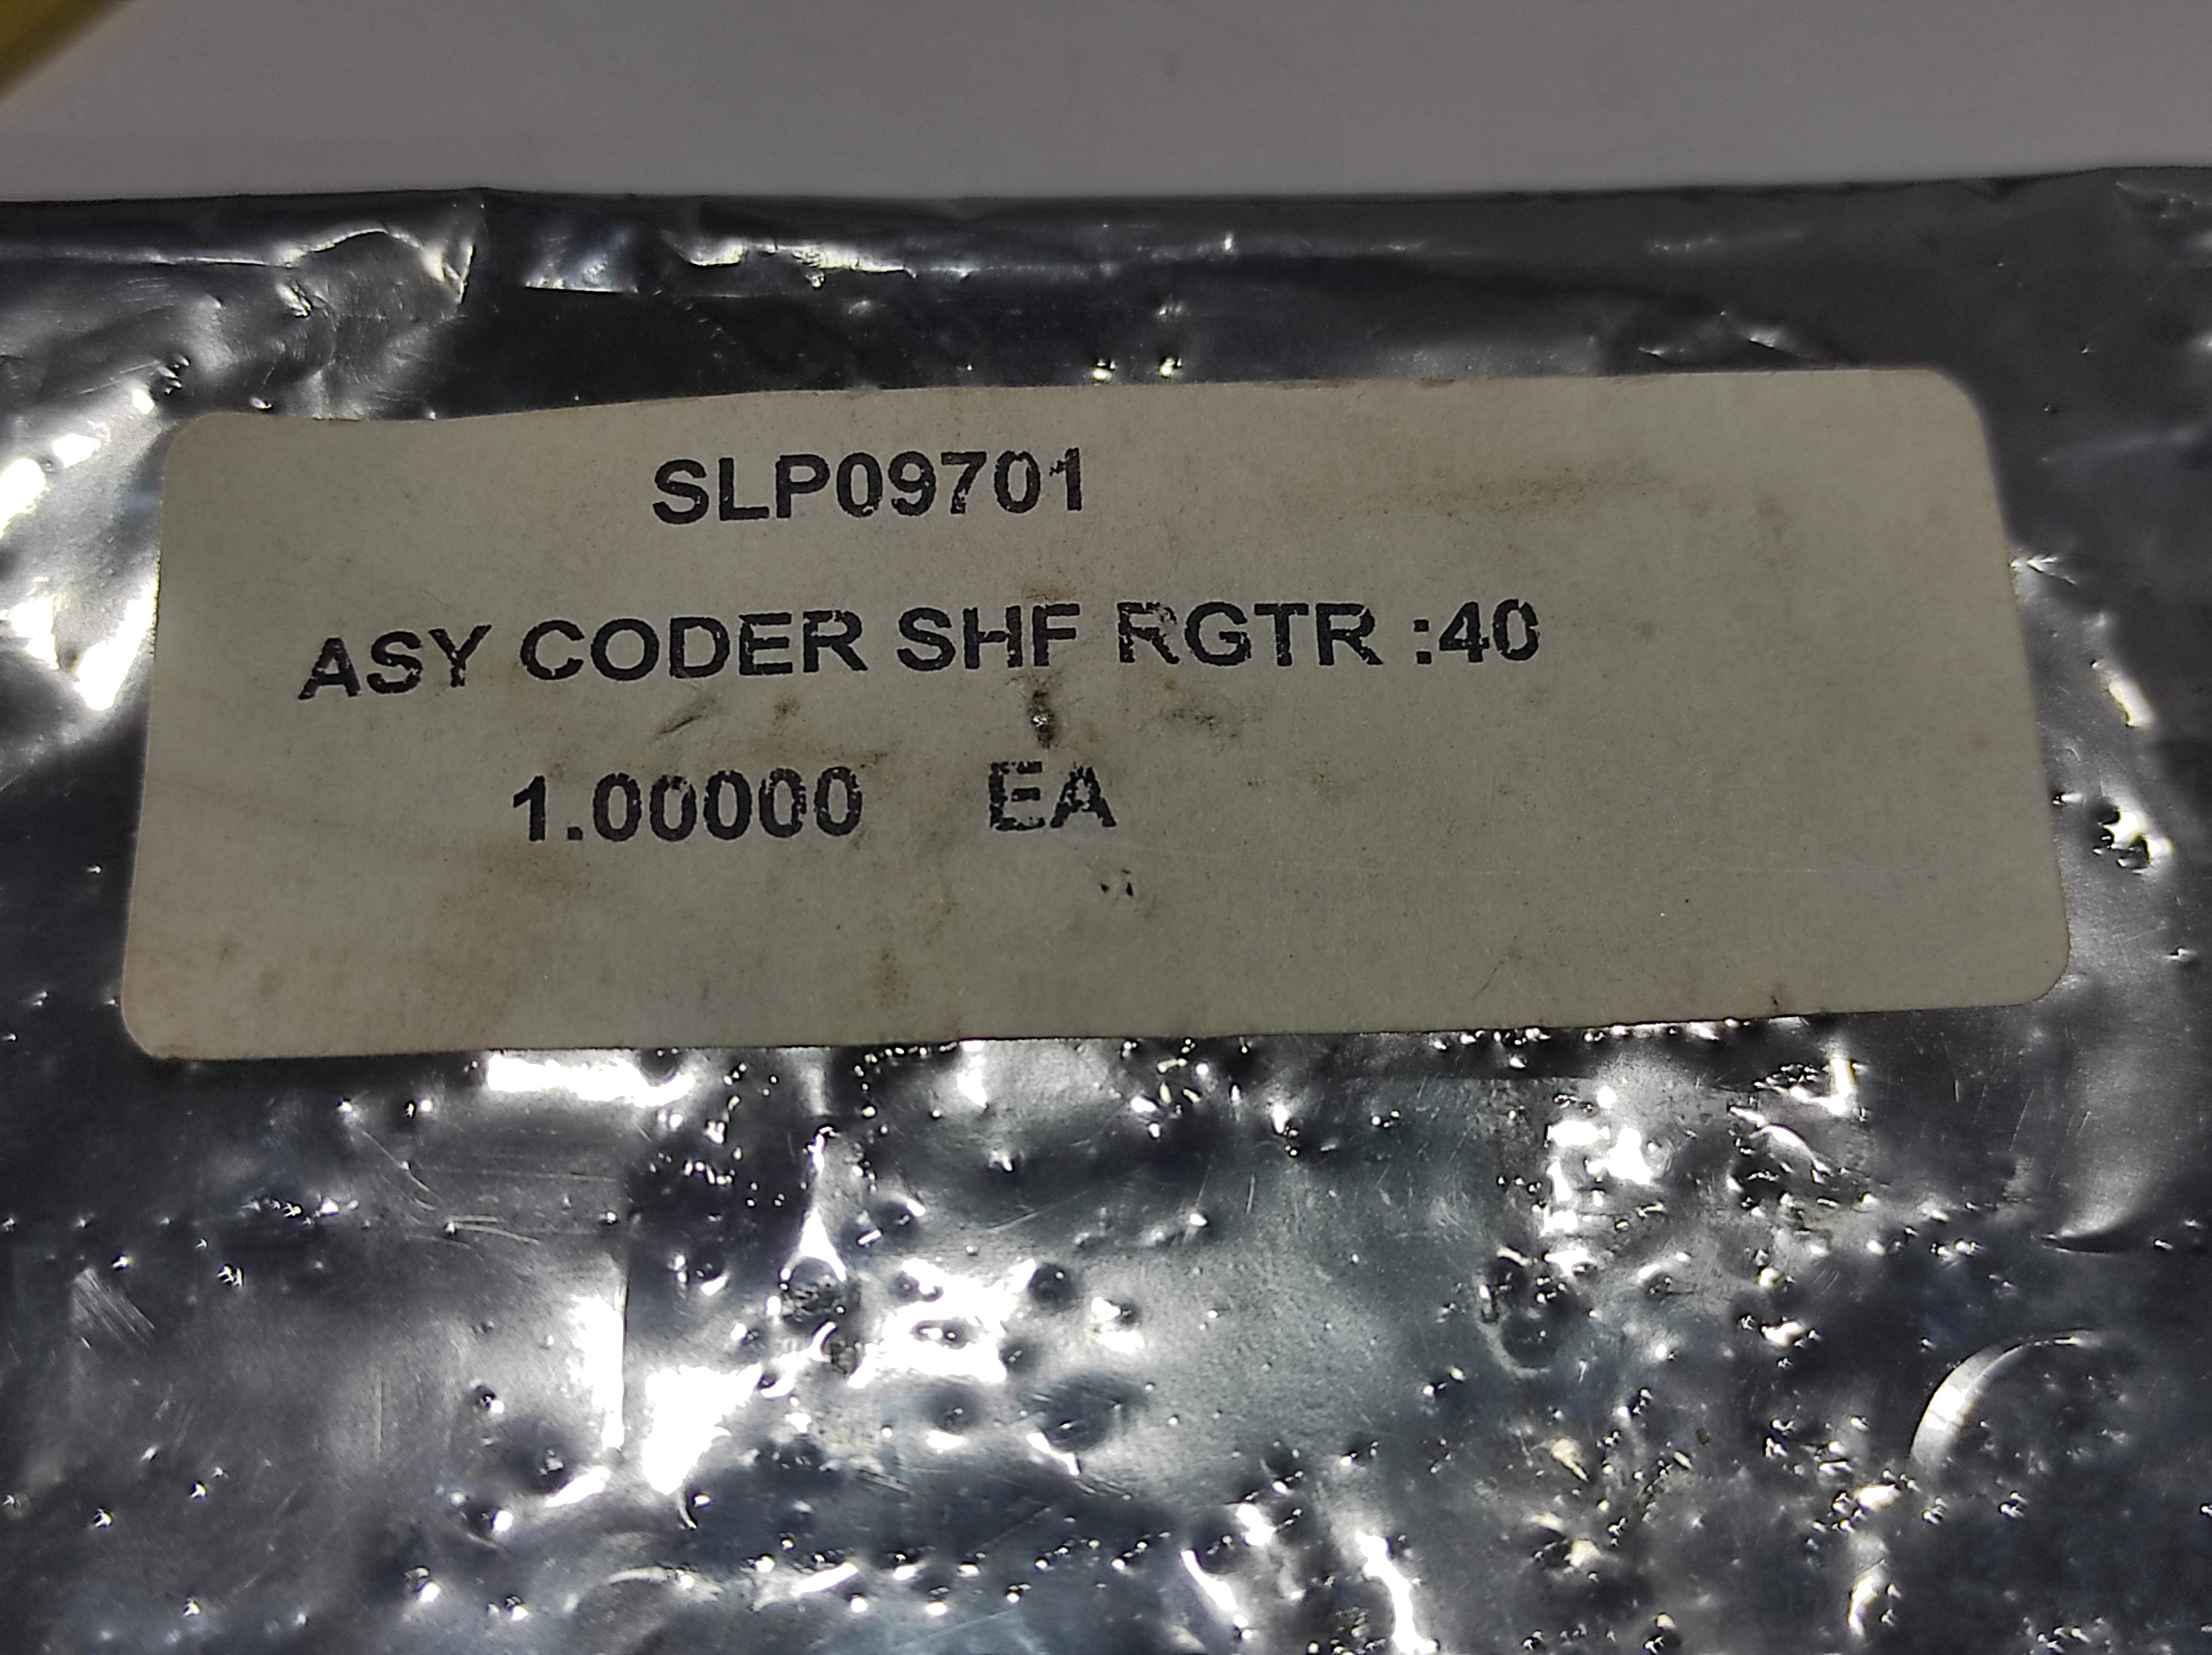 SLP09701
ASY CODER SHF RGTR :40
1.00000 EA